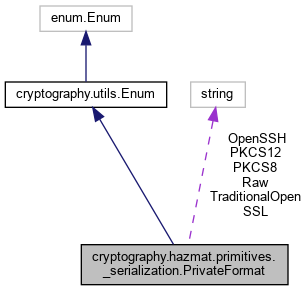 enum.Enum
cryptography.utils.Enum
string
OpenSSH
PKCS12
PKCS8
Raw
TraditionalOpen
SSL
cryptography.hazmat.primitives.
_serialization.PrivateFormat